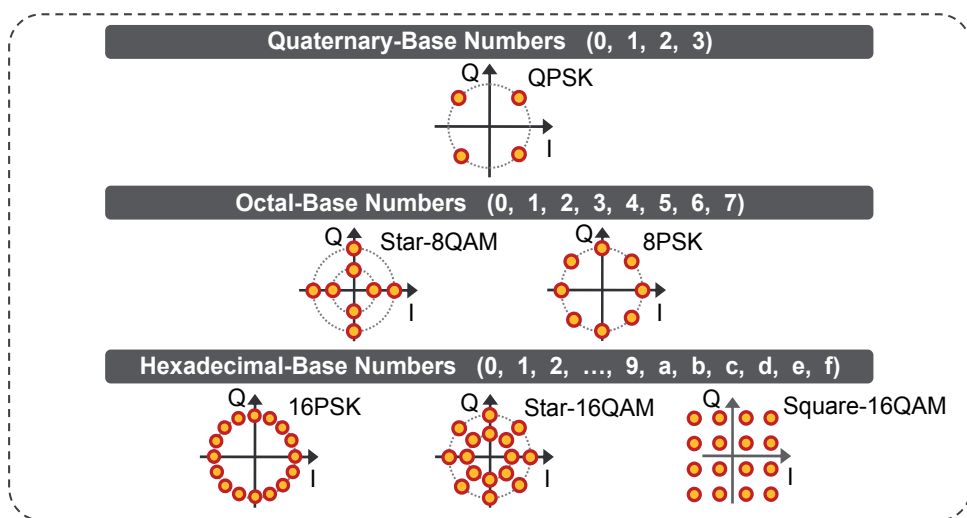 Quaternary-Base Numbers (0, 1, 2, 3)
Q
QPSK
I
Octal-Base Numbers (0, 1, 2, 3, 4, 5, 6, 7)
Q
Star-8QAM
I
Q
8PSK
I
Hexadecimal-Base Numbers (0, 1, 2, ..., 9, a, b, c, d, e, f)
Q
16PSK
I
Q
Star-16QAM
I
Q
Square-16QAM
I